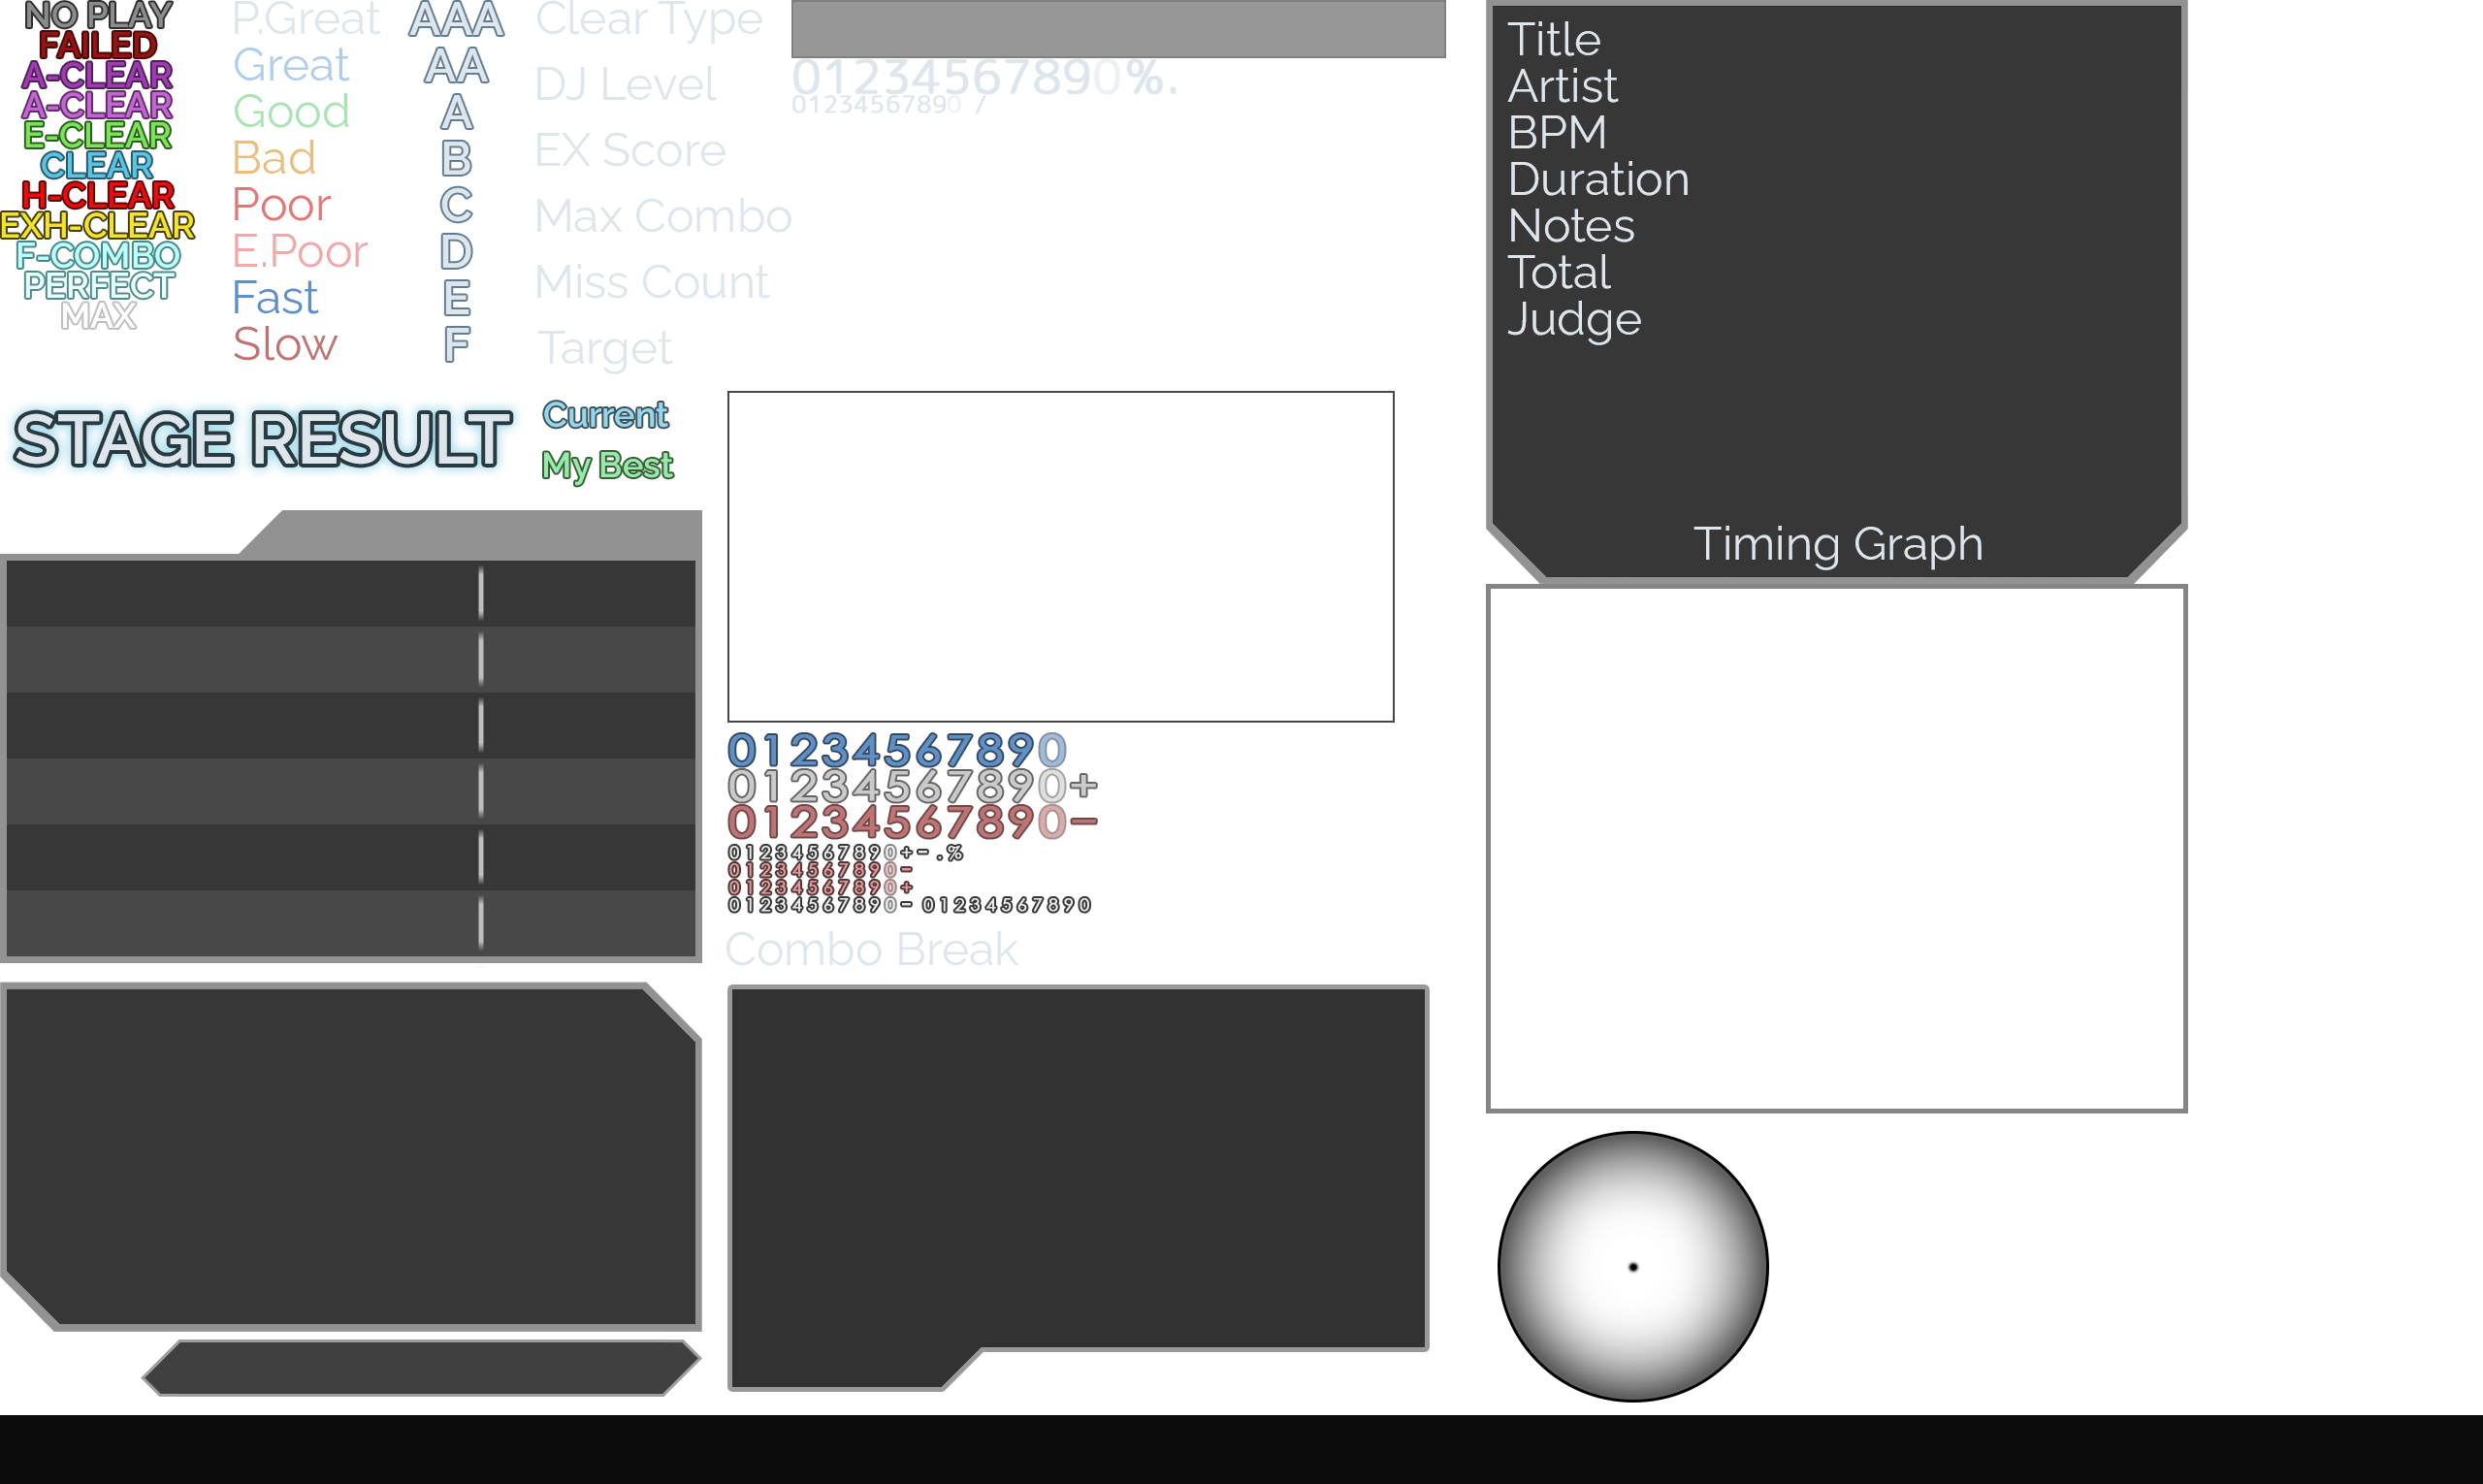 NO PLAY
FAILED
A-CLEAR
A-CLEAR
E-CLEAR
CLEAR
H-CLEAR
EXH-CLEAR
F-COMBO
PERFECT
MAX
P.Great
Great
Good
Bad
Poor
E.Poor
Fast
Slow
AAA
AA
A
B
C
D
E
F
Clear Type
DJ Level
EX Score
Max Combo
Miss Count
Target
01234567890%.
01234567890 /
STAGE RESULT
Current
My Best
01234567890
01234567890+
01234567890-
01234567890+-.%
01234567890-
01234567890+
01234567890- 01234567890
Combo Break
Title
Artist
BPM
Duration
Notes
Total
Judge
Timing Graph